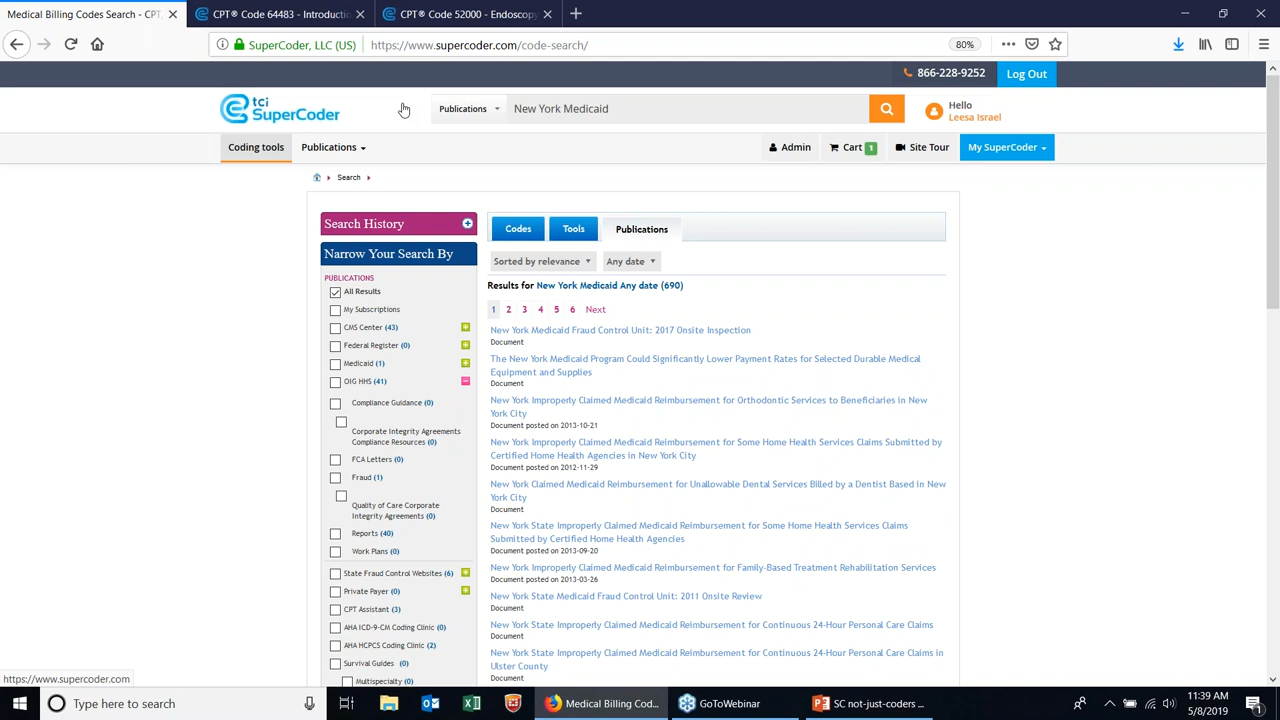 Medical Billing Codes Search - CPT
CPT® Code 64483 - Introductio
CPT® Code 52000 - Endoscopy
SuperCoder, LLC (US)
https://www.supercoder.com/code-search/
80%
866-228-9252
Log Out
tci
SuperCoder
Publications
New York Medicaid
Hello
Leesa Israel
Coding tools
Publications
Admin
Cart 1
Site Tour
My SuperCoder
Search
Search History
Narrow Your Search By
PUBLICATIONS
All Results
My Subscriptions
CMS Center (43)
Federal Register (0)
Medicaid (1)
OIG HHS (41)
Compliance Guidance (0)
Corporate Integrity Agreements
Compliance Resources (0)
FCA Letters (0)
Fraud (1)
Quality of Care Corporate
Integrity Agreements (0)
Reports (40)
Work Plans (0)
State Fraud Control Websites (6)
Private Payer (0)
CPT Assistant (3)
AHA ICD-9-CM Coding Clinic (0)
AHA HCPCS Coding Clinic (2)
Survival Guides (0)
Multispecialty (0)
Codes
Tools
Publications
Sorted by relevance
Any date
Results for New York Medicaid Any date (690)
1 2 3 4 5 6 Next
New York Medicaid Fraud Control Unit: 2017 Onsite Inspection
Document
The New York Medicaid Program Could Significantly Lower Payment Rates for Selected Durable Medical
Equipment and Supplies
Document
New York Improperly Claimed Medicaid Reimbursement for Orthodontic Services to Beneficiaries in New
York City
Document posted on 2013-10-21
New York Improperly Claimed Medicaid Reimbursement for Some Home Health Services Claims Submitted by
Certified Home Health Agencies in New York City
Document posted on 2012-11-29
New York Claimed Medicaid Reimbursement for Unallowable Dental Services Billed by a Dentist Based in New
York City
Document
New York State Improperly Claimed Medicaid Reimbursement for Some Home Health Services Claims
Submitted by Certified Home Health Agencies
Document posted on 2013-09-20
New York Improperly Claimed Medicaid Reimbursement for Family-Based Treatment Rehabilitation Services
Document posted on 2013-03-26
New York State Medicaid Fraud Control Unit: 2011 Onsite Review
Document
New York State Improperly Claimed Medicaid Reimbursement for Continuous 24-Hour Personal Care Claims
Document
New York State Improperly Claimed Medicaid Reimbursement for Continuous 24-Hour Personal Care Claims in
Ulster County
Document
https://www.supercoder.com
Type here to search
Medical Billing Cod...
GoToWebinar
SC not-just-coders ...
11:39 AM
5/8/2019
1